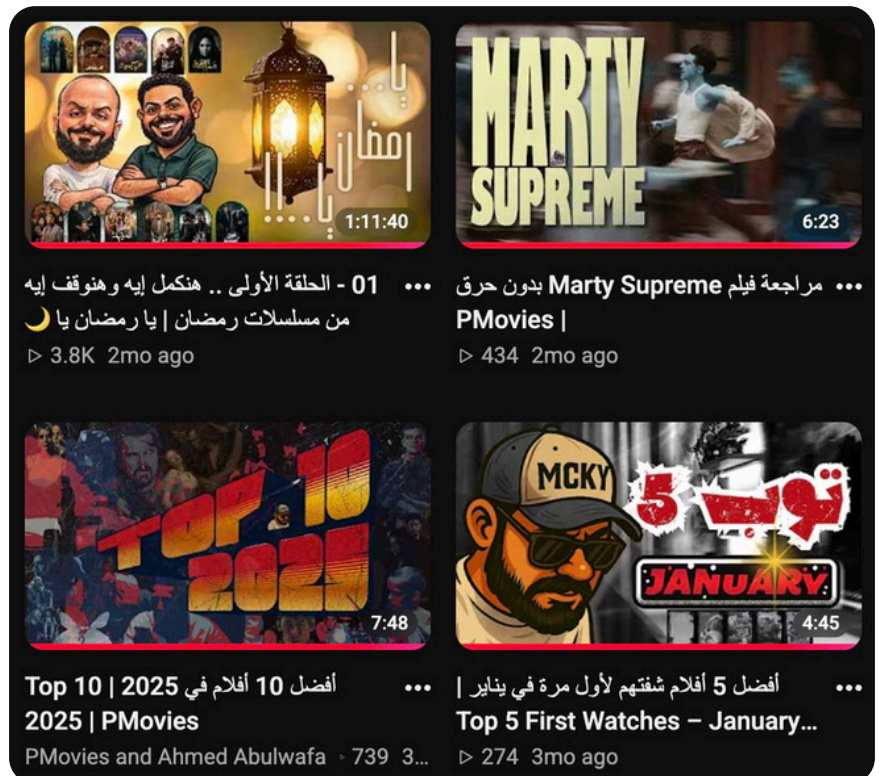 يا...
رمضان
يا...!!
1:11:40
MARTY
SUPREME
6:23
01 - الحلقة الأولى .. هنكمل إيه وهنوقف إيه
من مسلسلات رمضان | يا رمضان يا 🌙
3.8K 2mo ago
مراجعة فيلم Marty Supreme بدون حرق
PMovies |
434 2mo ago
TOP 10
2025
7:48
MCKY
توب 5
JANUARY
4:45
أفضل 10 أفلام في 2025 | Top 10
2025 | PMovies
PMovies and Ahmed Abulwafa · 739 3...
أفضل 5 أفلام شفتهم لأول مرة في يناير |
Top 5 First Watches – January...
274 3mo ago